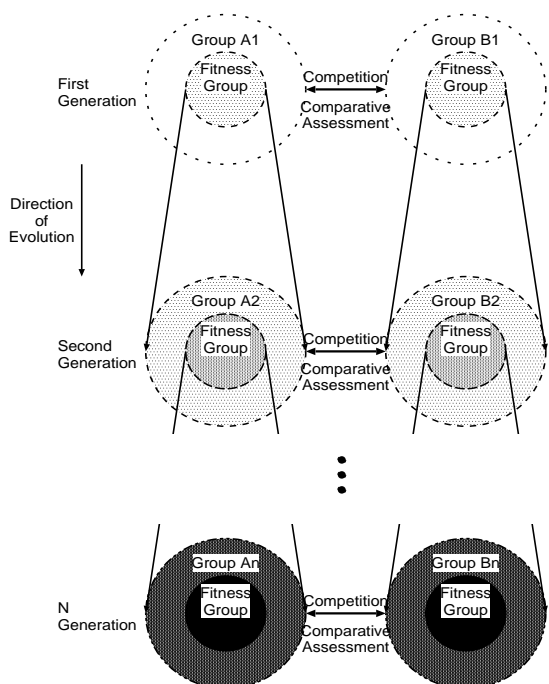 Group A1
Group B1
Fitness
Group
Fitness
Group
First
Generation
Competition
Comparative
Assessment
Direction
of
Evolution
Group A2
Group B2
Fitness
Group
Fitness
Group
Second
Generation
Competition
Comparative
Assessment
Group An
Group Bn
Fitness
Group
Fitness
Group
N
Generation
Competition
Comparative
Assessment